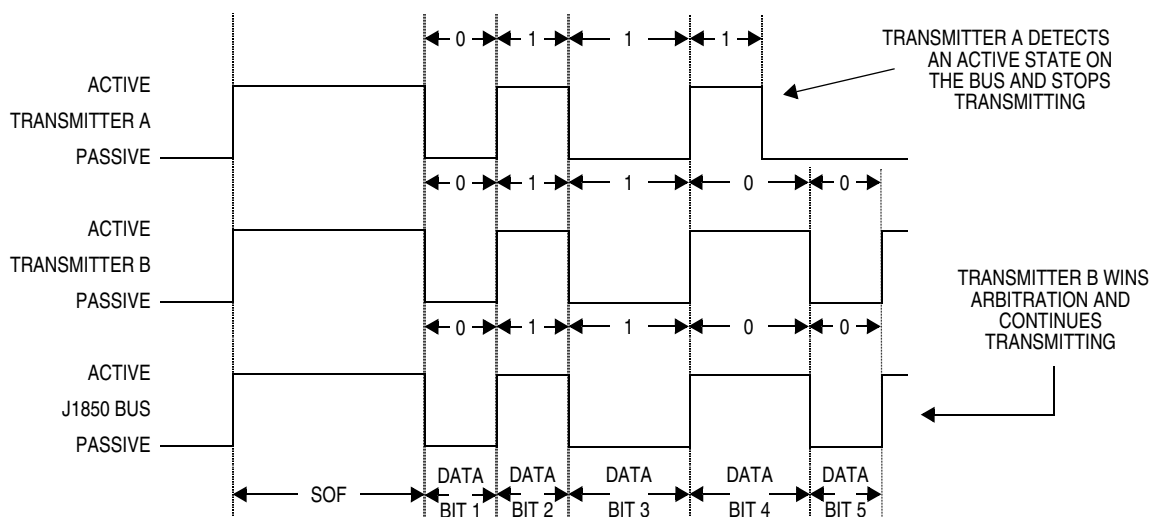 0 1 1 1
TRANSMITTER A DETECTS
AN ACTIVE STATE ON
THE BUS AND STOPS
TRANSMITTING
ACTIVE
TRANSMITTER A
PASSIVE
0 1 1 0 0
ACTIVE
TRANSMITTER B
PASSIVE
TRANSMITTER B WINS
ARBITRATION AND
CONTINUES
TRANSMITTING
0 1 1 0 0
ACTIVE
J1850 BUS
PASSIVE
SOF
DATA
BIT 1
DATA
BIT 2
DATA
BIT 3
DATA
BIT 4
DATA
BIT 5